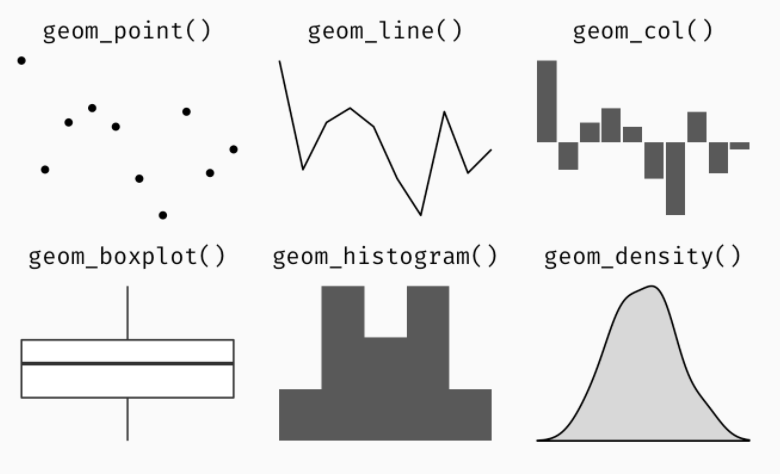 geom_point()
geom_line()
geom_col()
geom_boxplot()
geom_histogram()
geom_density()